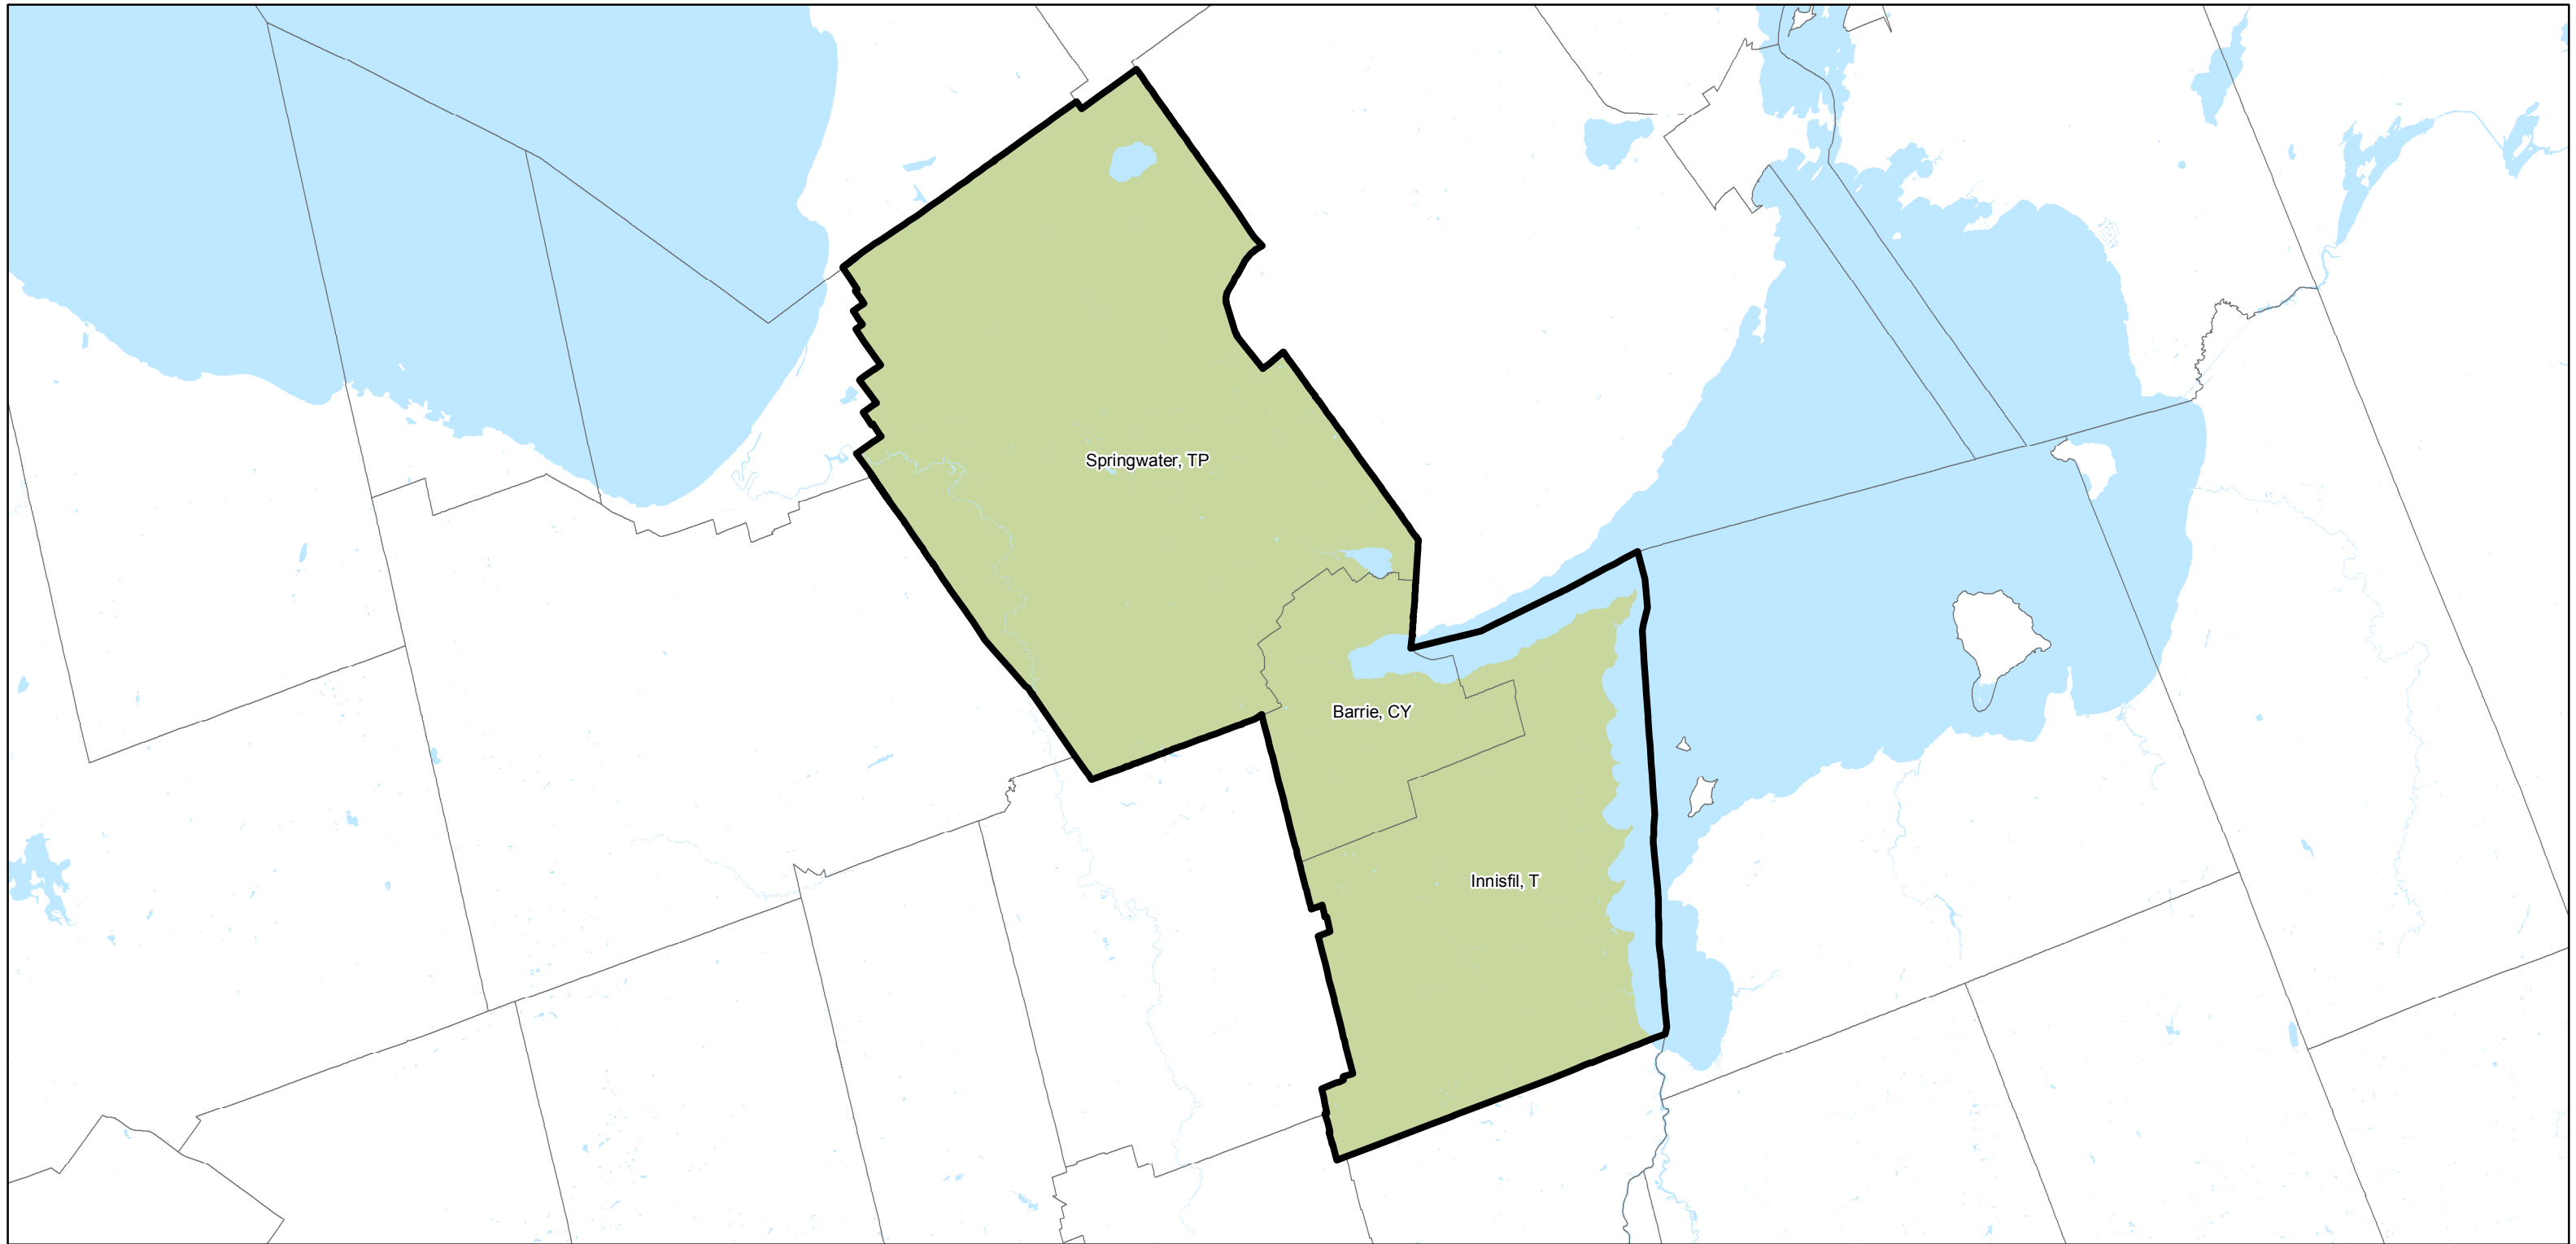 Springwater, TP
Barrie, CY
Innisfil, T